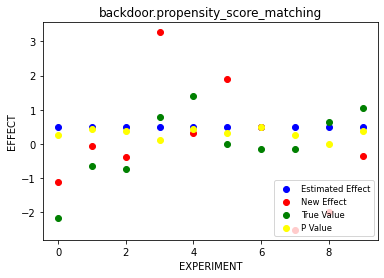 backdoor.propensity_score_matching
EFFECT
3
2
1
0
−1
−2
Estimated Effect
New Effect
True Value
P Value
0
2
4
6
8
EXPERIMENT